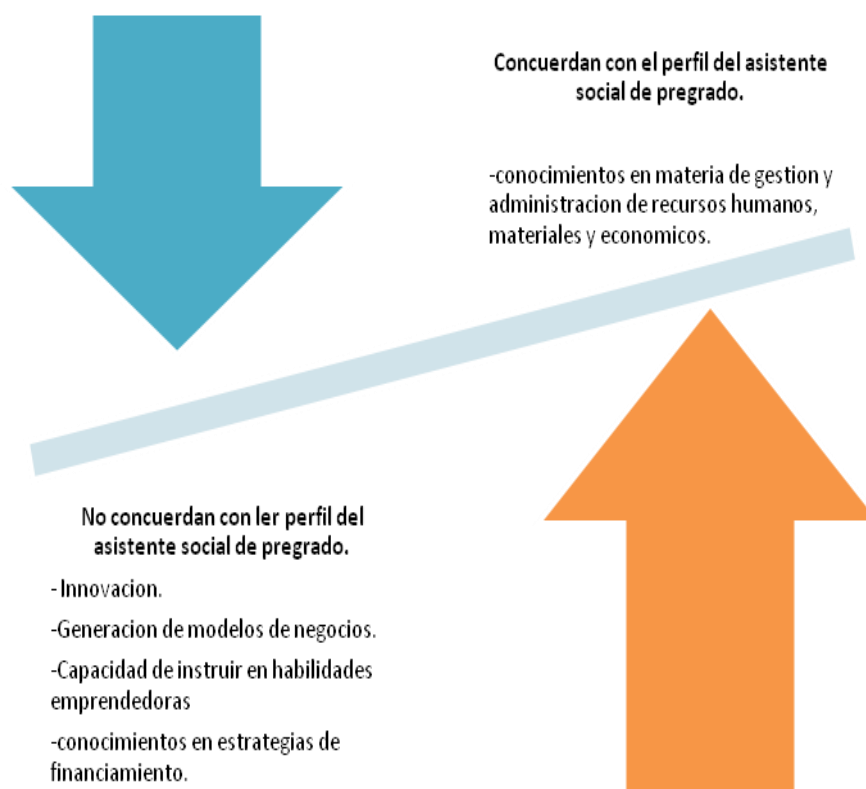 Concuerdan con el perfil del asistente
social de pregrado.
-conocimientos en materia de gestion y
administracion de recursos humanos,
materiales y economicos.
No concuerdan con ler perfil del
asistente social de pregrado.
- Innovacion.
-Generacion de modelos de negocios.
-Capacidad de instruir en habilidades
emprendedoras
-conocimientos en estrategias de
financiamiento.